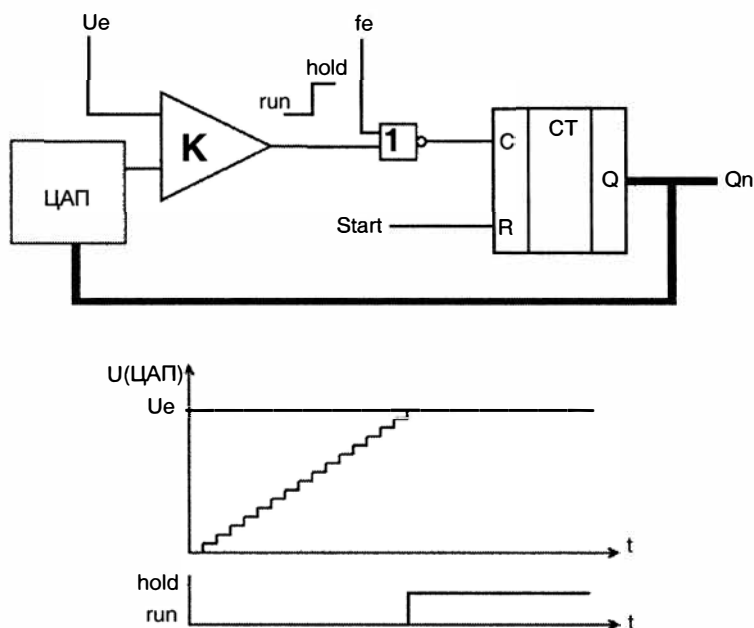 Ue
fe
hold
run
K
1
C
CT
Q
Qn
ЦАП
Start
R
U(ЦАП)
Ue
t
hold
run
t